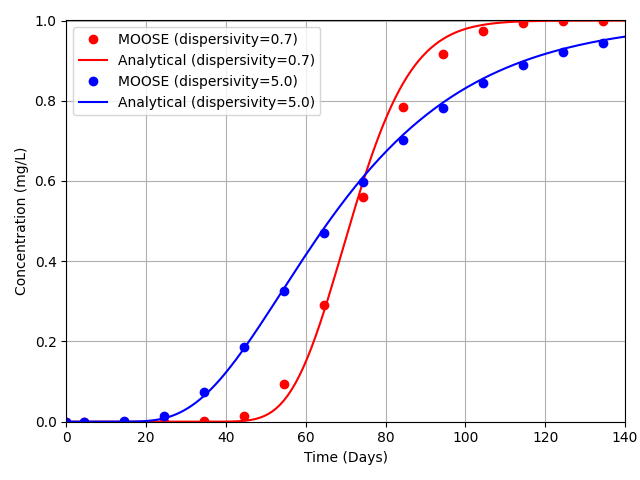 1.0
0.8
0.6
0.4
0.2
0.0
Concentration (mg/L)
MOOSE (dispersivity=0.7)
Analytical (dispersivity=0.7)
MOOSE (dispersivity=5.0)
Analytical (dispersivity=5.0)
0 20 40 60 80 100 120 140
Time (Days)